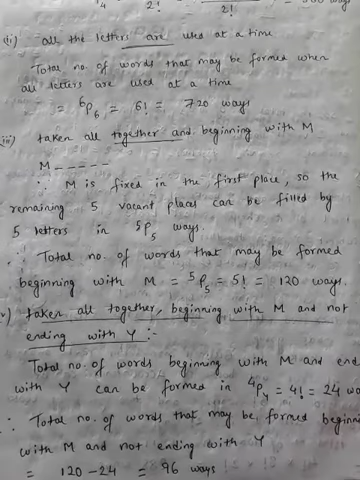 4 2! 2!
(ii) all the letters are used at a time
Total no. of words that may be formed when
all letters are used at a time
= ⁶P₆ = 6! = 720 ways
(iii) taken all together and beginning with M
M - - - - -
∵ M is fixed in the first place, so the
remaining 5 vacant places can be filled by
5 letters in ⁵P₅ ways.
∴ Total no. of words that may be formed
beginning with M = ⁵P₅ = 5! = 120 ways.
v) taken all together, beginning with M and not
ending with Y :-
Total no. of words beginning with M and end
with Y can be formed in ⁴P₄ = 4! = 24 wa
∴ Total no. of words that may be formed beginni
with M and not ending with Y
= 120 - 24 = 96 ways